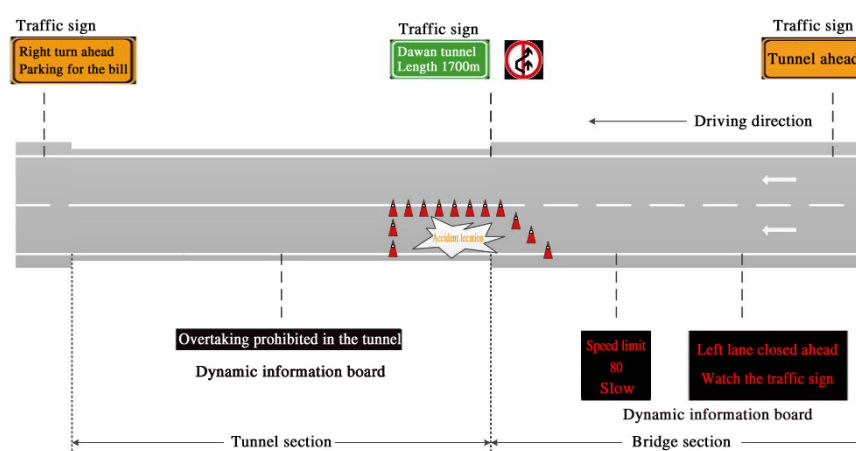 Traffic sign
Right turn ahead
Parking for the bill
Traffic sign
Dawan tunnel
Length 1700m
Traffic sign
Tunnel ahead
Driving direction
Accident location
Overtaking prohibited in the tunnel
Dynamic information board
Speed limit
80
Slow
Left lane closed ahead
Watch the traffic sign
Dynamic information board
Tunnel section
Bridge section